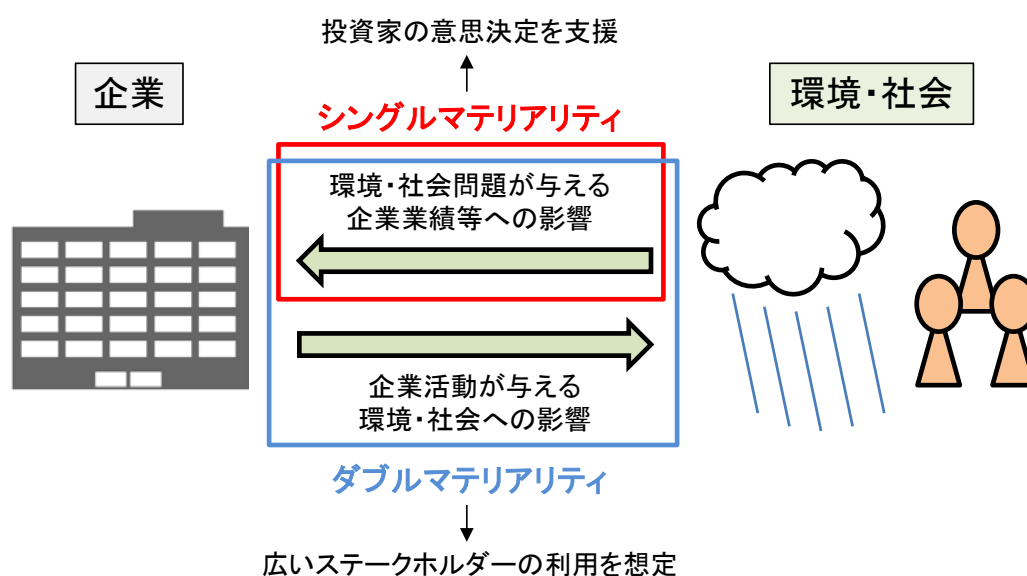 投資家の意思決定を支援
企業
環境・社会
シングルマテリアリティ
環境・社会問題が与える
企業業績等への影響
企業活動が与える
環境・社会への影響
ダブルマテリアリティ
広いステークホルダーの利用を想定